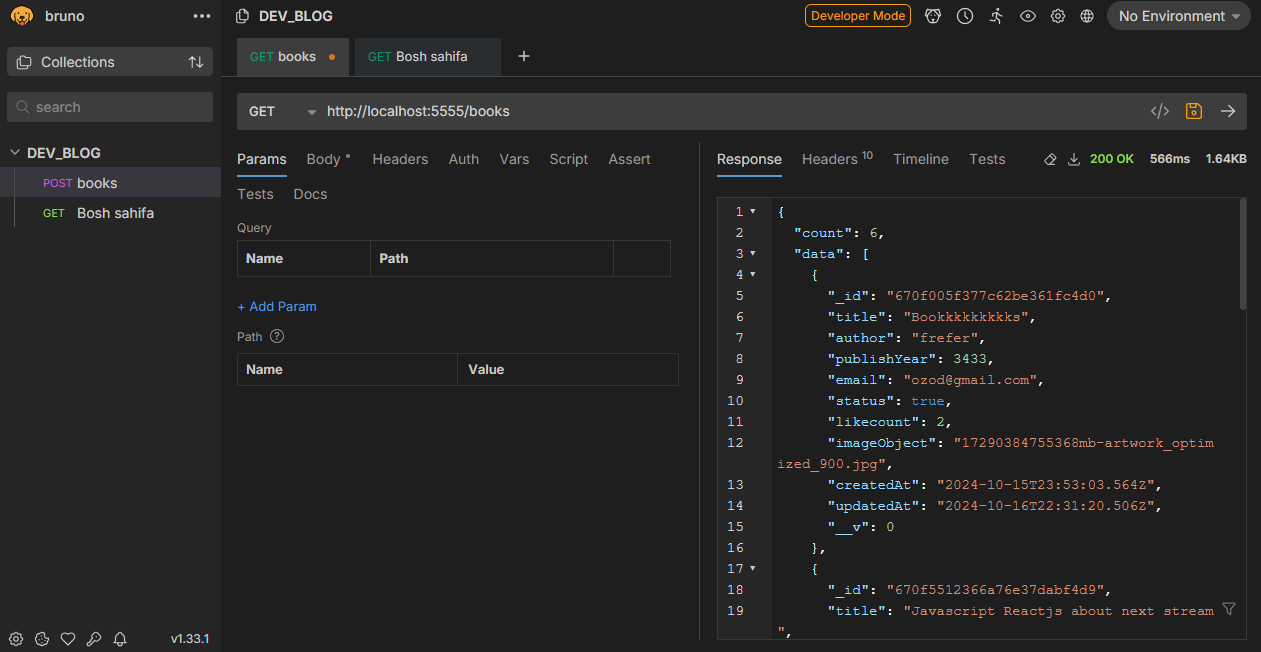 bruno
DEV_BLOG
Developer Mode
No Environment
Collections
GET books
GET Bosh sahifa
search
GET
http://localhost:5555/books
DEV_BLOG
POST books
GET Bosh sahifa
Params Body Headers Auth Vars Script Assert
Tests Docs
Query
Name Path
+ Add Param
Path
Name Value
Response Headers 10 Timeline Tests 200 OK 566ms 1.64KB
1 {
2 "count": 6,
3 "data": [
4 {
5 "_id": "670f005f377c62be361fc4d0",
6 "title": "Bookkkkkkkkks",
7 "author": "frefer",
8 "publishYear": 3433,
9 "email": "ozod@gmail.com",
10 "status": true,
11 "likecount": 2,
12 "imageObject": "17290384755368mb-artwork_optim
ized_900.jpg",
13 "createdAt": "2024-10-15T23:53:03.564Z",
14 "updatedAt": "2024-10-16T22:31:20.506Z",
15 "__v": 0
16 },
17 {
18 "_id": "670f5512366a76e37dabf4d9",
19 "title": "Javascript Reactjs about next stream
",
v1.33.1